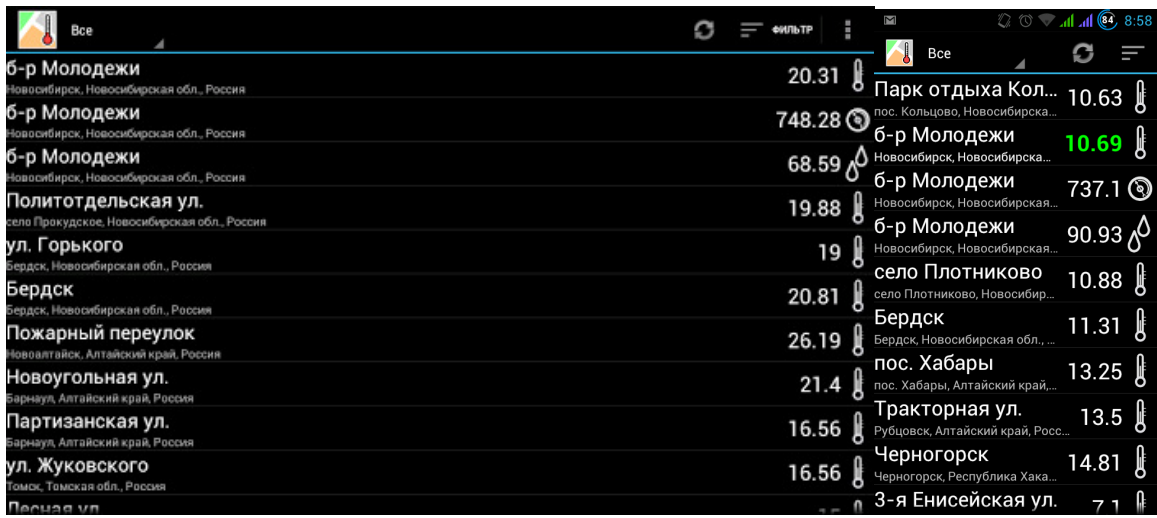 Все
ФИЛЬТР
б-р Молодежи
20.31
Новосибирск, Новосибирская обл., Россия
б-р Молодежи
748.28
Новосибирск, Новосибирская обл., Россия
б-р Молодежи
68.59
Новосибирск, Новосибирская обл., Россия
Политотдельская ул.
19.88
село Прокудское, Новосибирская обл., Россия
ул. Горького
19
Бердск, Новосибирская обл., Россия
Бердск
20.81
Бердск, Новосибирская обл., Россия
Пожарный переулок
26.19
Новоалтайск, Алтайский край, Россия
Новоугольная ул.
21.4
Барнаул, Алтайский край, Россия
Партизанская ул.
16.56
Барнаул, Алтайский край, Россия
ул. Жуковского
16.56
Томск, Томская обл., Россия
Лесная ул.
84
8:58
Все
Парк отдыха Кол...
10.63
пос. Кольцово, Новосибирска...
б-р Молодежи
10.69
Новосибирск, Новосибирска...
б-р Молодежи
737.1
Новосибирск, Новосибирская...
б-р Молодежи
90.93
Новосибирск, Новосибирская...
село Плотниково
10.88
село Плотниково, Новосибир...
Бердск
11.31
Бердск, Новосибирская обл., ...
пос. Хабары
13.25
пос. Хабары, Алтайский край,...
Тракторная ул.
13.5
Рубцовск, Алтайский край, Росс...
Черногорск
14.81
Черногорск, Республика Хака...
3-я Енисейская ул.
7.1